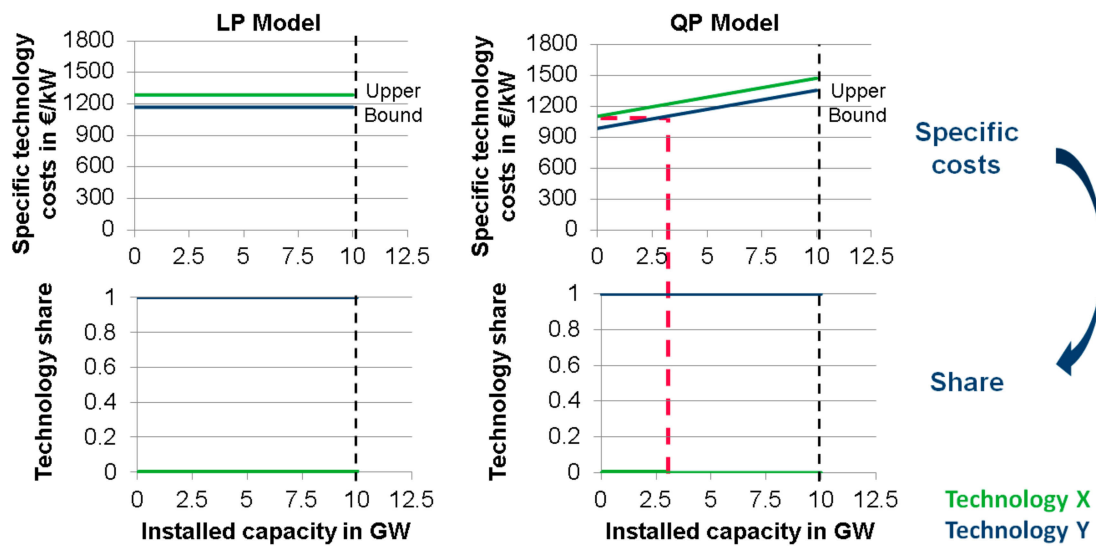 LP Model
Specific technology
costs in €/kW
1800
1500
1200
900
600
300
0
Upper
Bound
0 2.5 5 7.5 10 12.5
QP Model
Specific technology
costs in €/kW
1800
1500
1200
900
600
300
0
Upper
Bound
0 2.5 5 7.5 10 12.5
Specific
costs
Technology share
1
0.8
0.6
0.4
0.2
0
0 2.5 5 7.5 10 12.5
Installed capacity in GW
Technology share
1
0.8
0.6
0.4
0.2
0
0 2.5 5 7.5 10 12.5
Installed capacity in GW
Share
Technology X
Technology Y